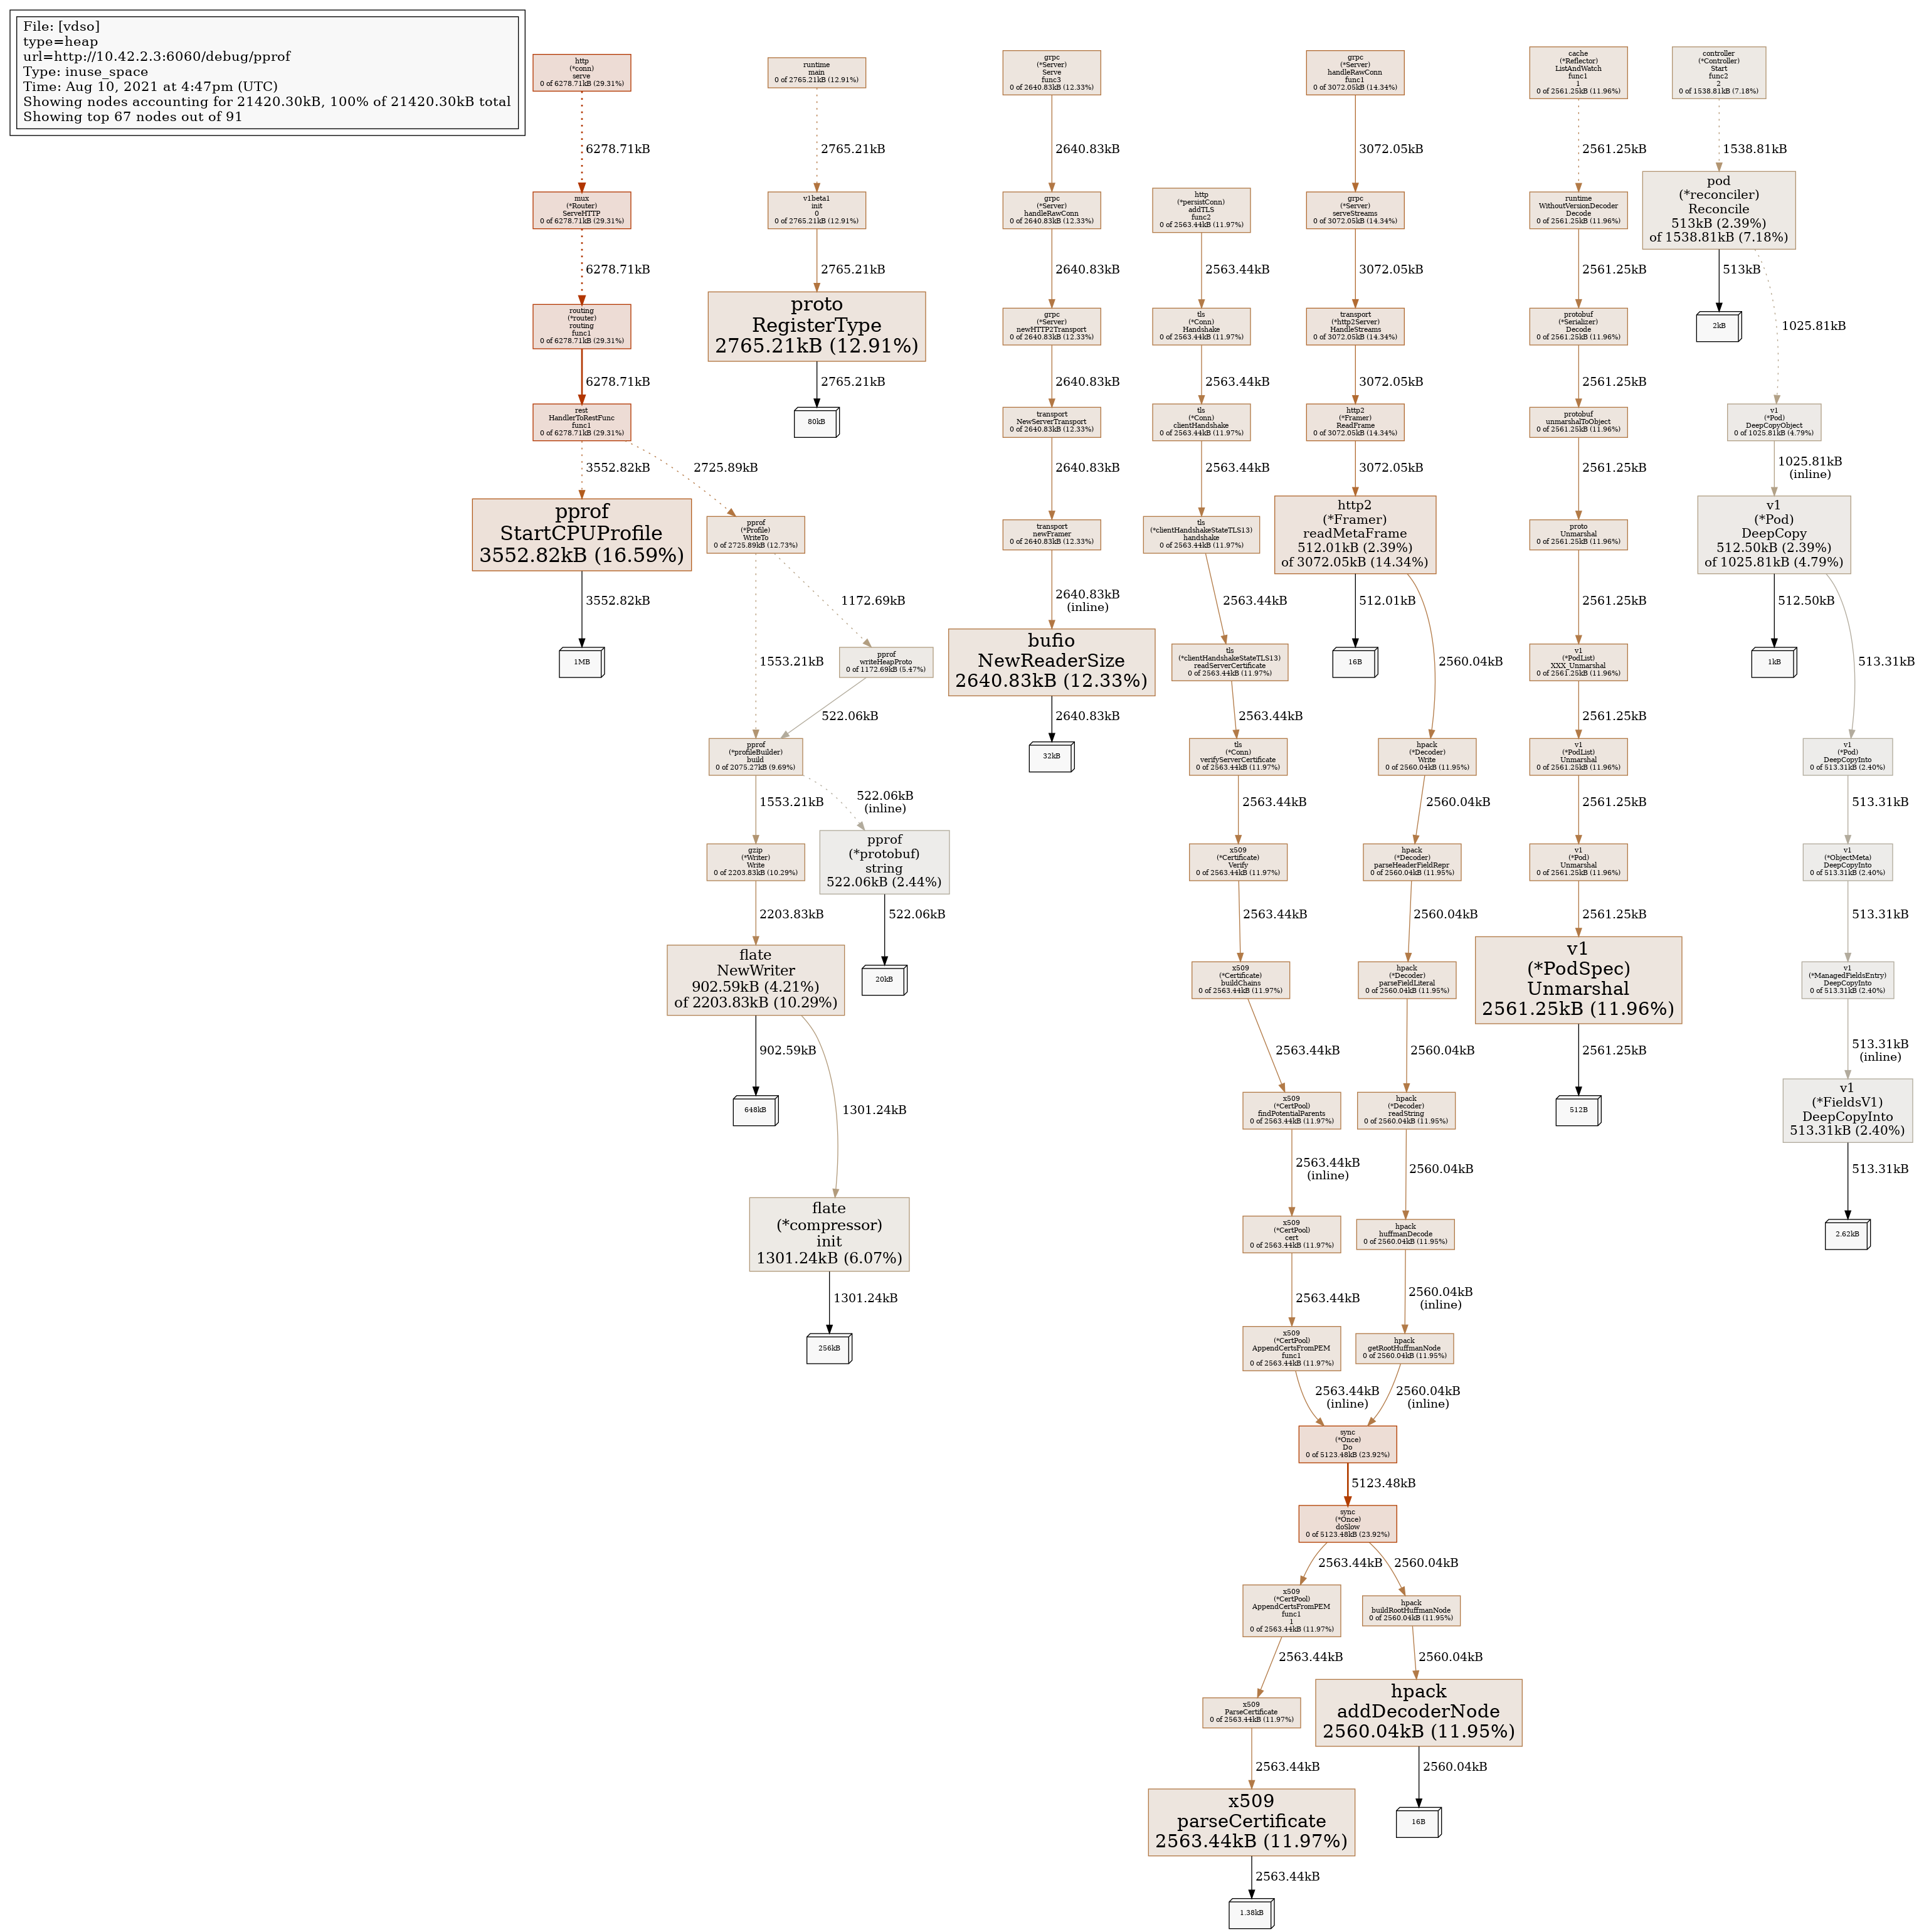 File: [vdso]
type=heap
url=http://10.42.2.3:6060/debug/pprof
Type: inuse_space
Time: Aug 10, 2021 at 4:47pm (UTC)
Showing nodes accounting for 21420.30kB, 100% of 21420.30kB total
Showing top 67 nodes out of 91
http
(*conn)
serve
0 of 6278.71kB (29.31%)
6278.71kB
mux
(*Router)
ServeHTTP
0 of 6278.71kB (29.31%)
6278.71kB
routing
(*router)
routing
func1
0 of 6278.71kB (29.31%)
6278.71kB
rest
HandlerToRestFunc
func1
0 of 6278.71kB (29.31%)
3552.82kB
2725.89kB
pprof
StartCPUProfile
3552.82kB (16.59%)
3552.82kB
1MB
pprof
(*Profile)
WriteTo
0 of 2725.89kB (12.73%)
1553.21kB
1172.69kB
pprof
writeHeapProto
0 of 1172.69kB (5.47%)
522.06kB
pprof
(*profileBuilder)
build
0 of 2075.27kB (9.69%)
1553.21kB
522.06kB
(inline)
gzip
(*Writer)
Write
0 of 2203.83kB (10.29%)
2203.83kB
pprof
(*protobuf)
string
522.06kB (2.44%)
522.06kB
20kB
flate
NewWriter
902.59kB (4.21%)
of 2203.83kB (10.29%)
902.59kB
648kB
1301.24kB
flate
(*compressor)
init
1301.24kB (6.07%)
1301.24kB
256kB
runtime
main
0 of 2765.21kB (12.91%)
2765.21kB
v1beta1
init
0
0 of 2765.21kB (12.91%)
2765.21kB
proto
RegisterType
2765.21kB (12.91%)
2765.21kB
80kB
grpc
(*Server)
Serve
func3
0 of 2640.83kB (12.33%)
2640.83kB
grpc
(*Server)
handleRawConn
0 of 2640.83kB (12.33%)
2640.83kB
grpc
(*Server)
newHTTP2Transport
0 of 2640.83kB (12.33%)
2640.83kB
transport
NewServerTransport
0 of 2640.83kB (12.33%)
2640.83kB
transport
newFramer
0 of 2640.83kB (12.33%)
2640.83kB
(inline)
bufio
NewReaderSize
2640.83kB (12.33%)
2640.83kB
32kB
http
(*persistConn)
addTLS
func2
0 of 2563.44kB (11.97%)
2563.44kB
tls
(*Conn)
Handshake
0 of 2563.44kB (11.97%)
2563.44kB
tls
(*Conn)
clientHandshake
0 of 2563.44kB (11.97%)
2563.44kB
tls
(*clientHandshakeStateTLS13)
handshake
0 of 2563.44kB (11.97%)
2563.44kB
tls
(*clientHandshakeStateTLS13)
readServerCertificate
0 of 2563.44kB (11.97%)
2563.44kB
tls
(*Conn)
verifyServerCertificate
0 of 2563.44kB (11.97%)
2563.44kB
x509
(*Certificate)
Verify
0 of 2563.44kB (11.97%)
2563.44kB
x509
(*Certificate)
buildChains
0 of 2563.44kB (11.97%)
2563.44kB
x509
(*CertPool)
findPotentialParents
0 of 2563.44kB (11.97%)
2563.44kB
(inline)
x509
(*CertPool)
cert
0 of 2563.44kB (11.97%)
2563.44kB
x509
(*CertPool)
AppendCertsFromPEM
func1
0 of 2563.44kB (11.97%)
2563.44kB
(inline)
grpc
(*Server)
handleRawConn
func1
0 of 3072.05kB (14.34%)
3072.05kB
grpc
(*Server)
serveStreams
0 of 3072.05kB (14.34%)
3072.05kB
transport
(*http2Server)
HandleStreams
0 of 3072.05kB (14.34%)
3072.05kB
http2
(*Framer)
ReadFrame
0 of 3072.05kB (14.34%)
3072.05kB
http2
(*Framer)
readMetaFrame
512.01kB (2.39%)
of 3072.05kB (14.34%)
512.01kB
16B
2560.04kB
hpack
(*Decoder)
Write
0 of 2560.04kB (11.95%)
2560.04kB
hpack
(*Decoder)
parseHeaderFieldRepr
0 of 2560.04kB (11.95%)
2560.04kB
hpack
(*Decoder)
parseFieldLiteral
0 of 2560.04kB (11.95%)
2560.04kB
hpack
(*Decoder)
readString
0 of 2560.04kB (11.95%)
2560.04kB
hpack
huffmanDecode
0 of 2560.04kB (11.95%)
2560.04kB
(inline)
hpack
getRootHuffmanNode
0 of 2560.04kB (11.95%)
2560.04kB
(inline)
sync
(*Once)
Do
0 of 5123.48kB (23.92%)
5123.48kB
sync
(*Once)
doSlow
0 of 5123.48kB (23.92%)
2563.44kB
2560.04kB
x509
(*CertPool)
AppendCertsFromPEM
func1
1
0 of 2563.44kB (11.97%)
2563.44kB
x509
ParseCertificate
0 of 2563.44kB (11.97%)
2563.44kB
x509
parseCertificate
2563.44kB (11.97%)
2563.44kB
1.38kB
hpack
buildRootHuffmanNode
0 of 2560.04kB (11.95%)
2560.04kB
hpack
addDecoderNode
2560.04kB (11.95%)
2560.04kB
16B
cache
(*Reflector)
ListAndWatch
func1
1
0 of 2561.25kB (11.96%)
2561.25kB
runtime
WithoutVersionDecoder
Decode
0 of 2561.25kB (11.96%)
2561.25kB
protobuf
(*Serializer)
Decode
0 of 2561.25kB (11.96%)
2561.25kB
protobuf
unmarshalToObject
0 of 2561.25kB (11.96%)
2561.25kB
proto
Unmarshal
0 of 2561.25kB (11.96%)
2561.25kB
v1
(*PodList)
XXX_Unmarshal
0 of 2561.25kB (11.96%)
2561.25kB
v1
(*PodList)
Unmarshal
0 of 2561.25kB (11.96%)
2561.25kB
v1
(*Pod)
Unmarshal
0 of 2561.25kB (11.96%)
2561.25kB
v1
(*PodSpec)
Unmarshal
2561.25kB (11.96%)
2561.25kB
512B
controller
(*Controller)
Start
func2
2
0 of 1538.81kB (7.18%)
1538.81kB
pod
(*reconciler)
Reconcile
513kB (2.39%)
of 1538.81kB (7.18%)
513kB
2kB
1025.81kB
v1
(*Pod)
DeepCopyObject
0 of 1025.81kB (4.79%)
1025.81kB
(inline)
v1
(*Pod)
DeepCopy
512.50kB (2.39%)
of 1025.81kB (4.79%)
512.50kB
1kB
513.31kB
v1
(*Pod)
DeepCopyInto
0 of 513.31kB (2.40%)
513.31kB
v1
(*ObjectMeta)
DeepCopyInto
0 of 513.31kB (2.40%)
513.31kB
v1
(*ManagedFieldsEntry)
DeepCopyInto
0 of 513.31kB (2.40%)
513.31kB
(inline)
v1
(*FieldsV1)
DeepCopyInto
513.31kB (2.40%)
513.31kB
2.62kB